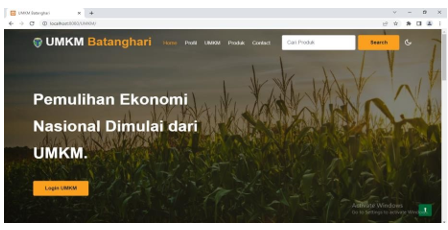 UMKM Batanghari
localhost:8080/UMKM/
UMKM Batanghari Home Profil UMKM Produk Contact Cari Produk Search
Pemulihan Ekonomi
Nasional Dimulai dari
UMKM.
Login UMKM
Activate Windows
Go to Settings to activate Windows.